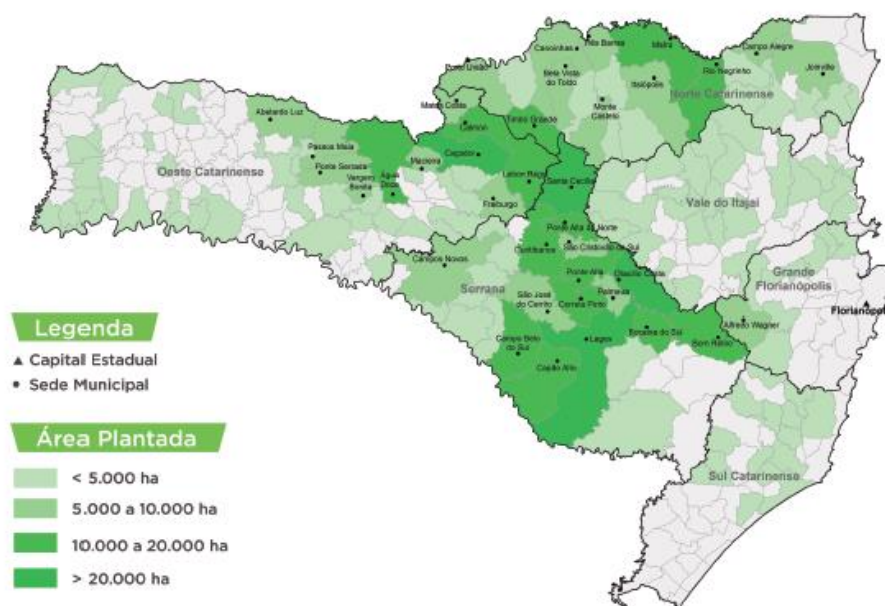 Canoinhas
Três Barras
Mafra
Campo Alegre
Porto União
Rio Negrinho
Bela Vista
do Toldo
Itaiópolis
Joinville
Norte Catarinense
Matos Costa
Monte
Castelo
Abelardo Luz
Calmon
Timbó Grande
Passos Maia
Caçador
Oeste Catarinense
Ponte Serrada
Macieira
Vargem
Bonita
Água
Doce
Lebon Régis
Santa Cecília
Fraiburgo
Vale do Itajaí
Ponte Alta do Norte
São Cristovão do Sul
Curitibanos
Campos Novos
Grande
Florianópolis
Serrana
Ponte Alta
Otacílio Costa
São José
do Cerrito
Palmeira
Correia Pinto
Florianópolis
Alfredo Wagner
Bocaina do Sul
Bom Retiro
Campo Belo
do Sul
Lages
Capão Alto
Sul Catarinense
Legenda
Capitall Estadual
Sede Municipal
Área Plantada
< 5.000 ha
5.000 a 10.000 ha
10.000 a 20.000 ha
> 20.000 ha